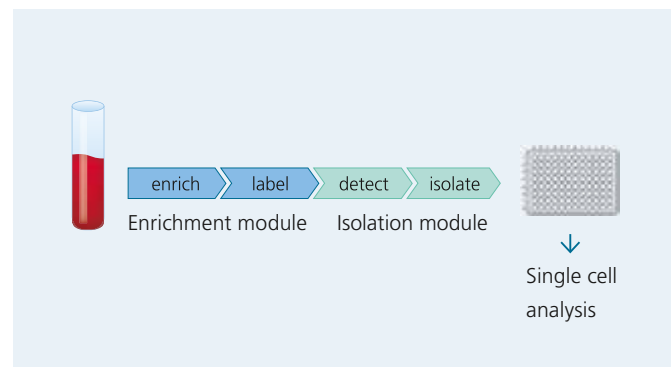 enrich label detect isolate
Enrichment module Isolation module
Single cell
analysis